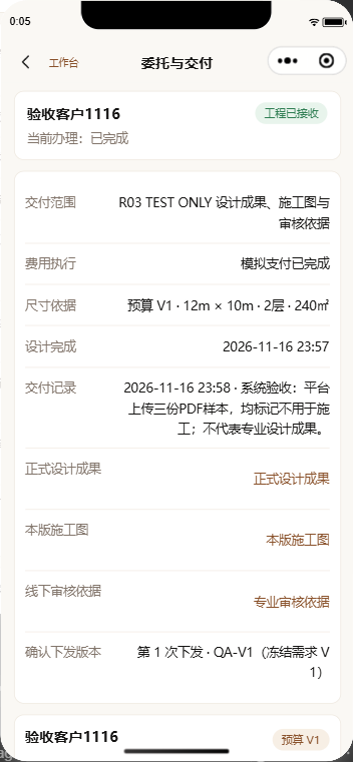 0:05
工作台
委托与交付
验收客户1116
工程已接收
当前办理：已完成
交付范围
R03 TEST ONLY 设计成果、施工图与
审核依据
费用执行
模拟支付已完成
尺寸依据
预算 V1 · 12m × 10m · 2层 · 240㎡
设计完成
2026-11-16 23:57
交付记录
2026-11-16 23:58 · 系统验收：平台
上传三份PDF样本，均标记不用于施
工；不代表专业设计成果。
正式设计成果
正式设计成果
本版施工图
本版施工图
线下审核依据
专业审核依据
确认下发版本
第 1 次下发 · QA-V1（冻结需求 V
1）
验收客户1116
预算 V1